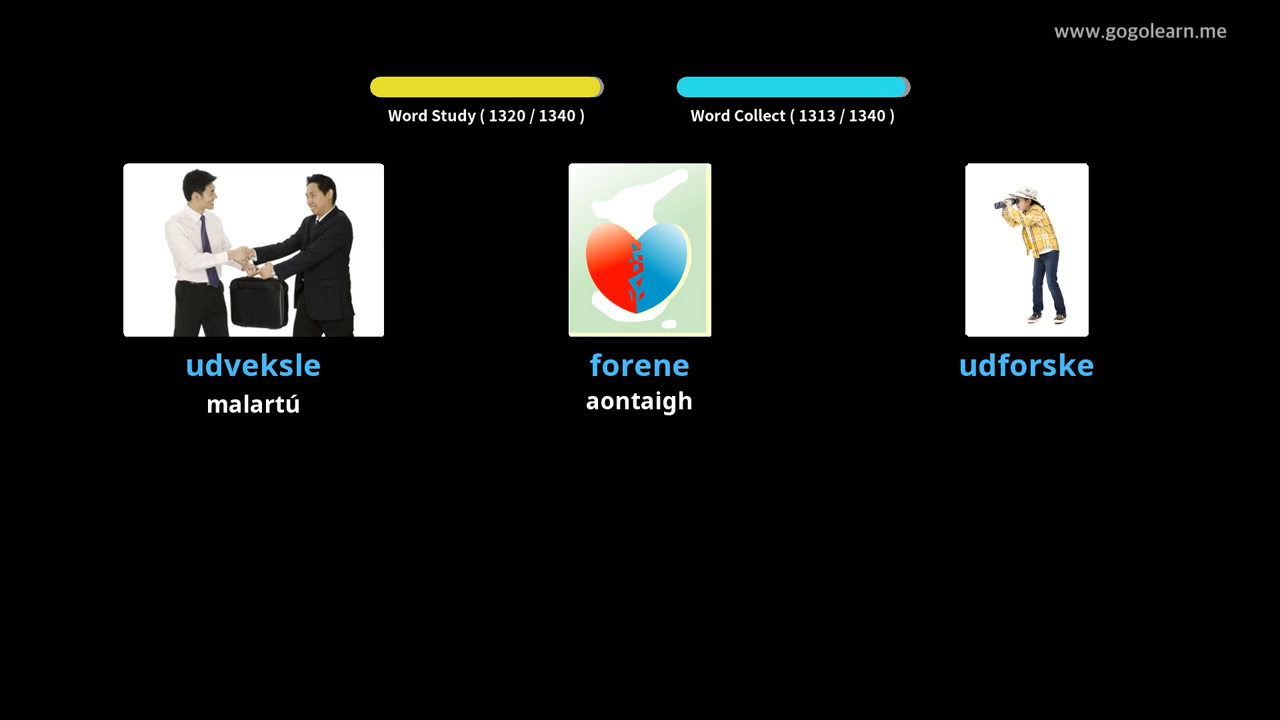 www.gogolearn.me
Word Study ( 1320 / 1340 )
Word Collect ( 1313 / 1340 )
udveksle
forene
udforske
malartú
aontaigh